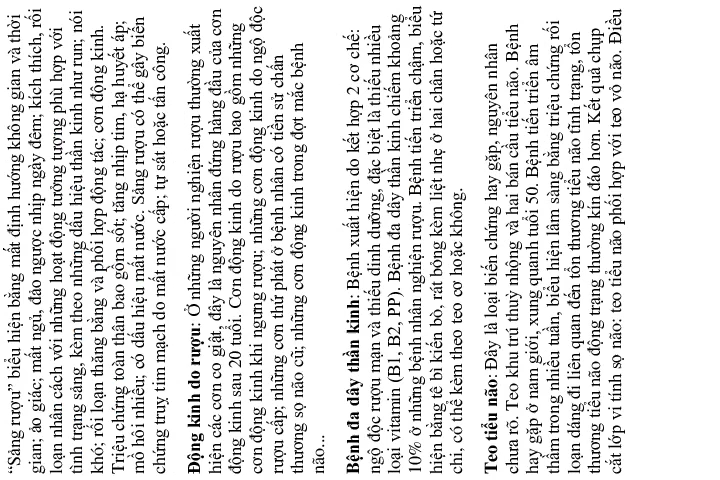 “Sảng rượu” biểu hiện bằng mất định hướng không gian và thời
gian; ảo giác; mất ngủ, đảo ngược nhịp ngày đêm; kích thích, rối
loạn nhân cách với những hoạt động tưởng tượng phù hợp với
tình trạng sảng, kèm theo những dấu hiệu thần kinh như run; nói
khó; rối loạn thăng bằng và phối hợp động tác; cơn động kinh.
Triệu chứng toàn thân bao gồm sốt; tăng nhịp tim, hạ huyết áp;
mồ hôi nhiều; có dấu hiệu mất nước. Sảng rượu có thể gây biến
chứng truỵ tim mạch do mất nước cấp; tự sát hoặc tấn công.
Động kinh do rượu: Ở những người nghiện rượu thường xuất
hiện các cơn co giật, đây là nguyên nhân đứng hàng đầu của cơn
động kinh sau 20 tuổi. Cơn động kinh do rượu bao gồm những
cơn động kinh khi ngưng rượu; những cơn động kinh do ngộ độc
rượu cấp; những cơn thứ phát ở bệnh nhân có tiền sử chấn
thương sọ não cũ; những cơn động kinh trong đợt mắc bệnh
não...
Bệnh đa dây thần kinh: Bệnh xuất hiện do kết hợp 2 cơ chế:
ngộ độc rượu mạn và thiếu dinh dưỡng, đặc biệt là thiếu nhiều
loại vitamin (B1, B2, PP). Bệnh đa dây thần kinh chiếm khoảng
10% ở những bệnh nhân nghiện rượu. Bệnh tiến triển chậm, biểu
hiện bằng tê bì kiến bò, rát bỏng kèm liệt nhẹ ở hai chân hoặc tứ
chi, có thể kèm theo teo cơ hoặc không.
Teo tiểu não: Đây là loại biến chứng hay gặp, nguyên nhân
chưa rõ. Teo khu trú thuỳ nhộng và hai bán cầu tiểu não. Bệnh
hay gặp ở nam giới, xung quanh tuổi 50. Bệnh tiến triển âm
thầm trong nhiều tuần, biểu hiện lâm sàng bằng triệu chứng rối
loạn dáng đi liên quan đến tổn thương tiểu não tĩnh trạng, tổn
thương tiểu não động trạng thường kín đáo hơn. Kết quả chụp
cắt lớp vi tính sọ não: teo tiểu não phối hợp với teo vỏ não. Điều